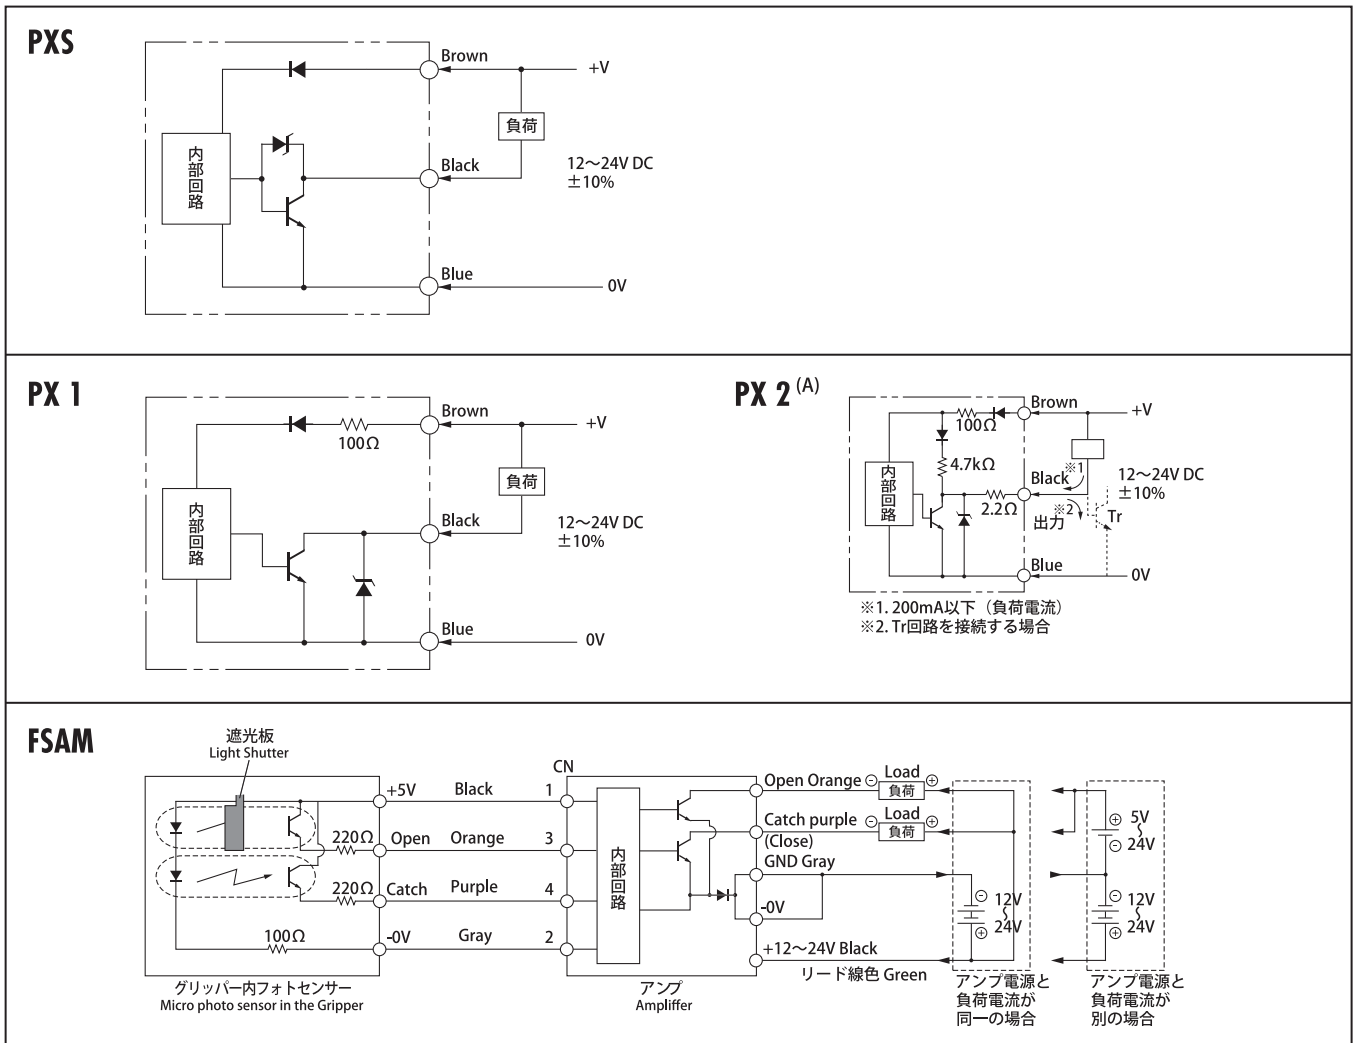 PXS
Brown
+V
負荷
内部回路
Black
12〜24V DC
±10%
Blue
0V
PX 1
Brown
+V
100Ω
負荷
内部回路
Black
12〜24V DC
±10%
Blue
0V
PX 2 (A)
Brown
+V
100Ω
4.7kΩ
※1
12〜24V DC
±10%
内部回路
Black
2.2Ω
※2
出力
Tr
Blue
0V
※1. 200mA以下（負荷電流）
※2. Tr回路を接続する場合
FSAM
遮光板
Light Shutter
+5V
Black
CN
1
220Ω
Open
Orange
3
220Ω
Catch
Purple
4
100Ω
-0V
Gray
2
グリッパー内フォトセンサー
Micro photo sensor in the Gripper
内部回路
アンプ
Ampliffer
Open Orange
⊖
Load
負荷
⊕
Catch purple
(Close)
⊖
Load
負荷
⊕
GND Gray
-0V
+12〜24V Black
リード線色 Green
⊖
12V
〜
24V
⊕
アンプ電源と
負荷電流が
同一の場合
⊕
5V
〜
24V
⊖
⊖
12V
〜
24V
⊕
アンプ電源と
負荷電流が
別の場合